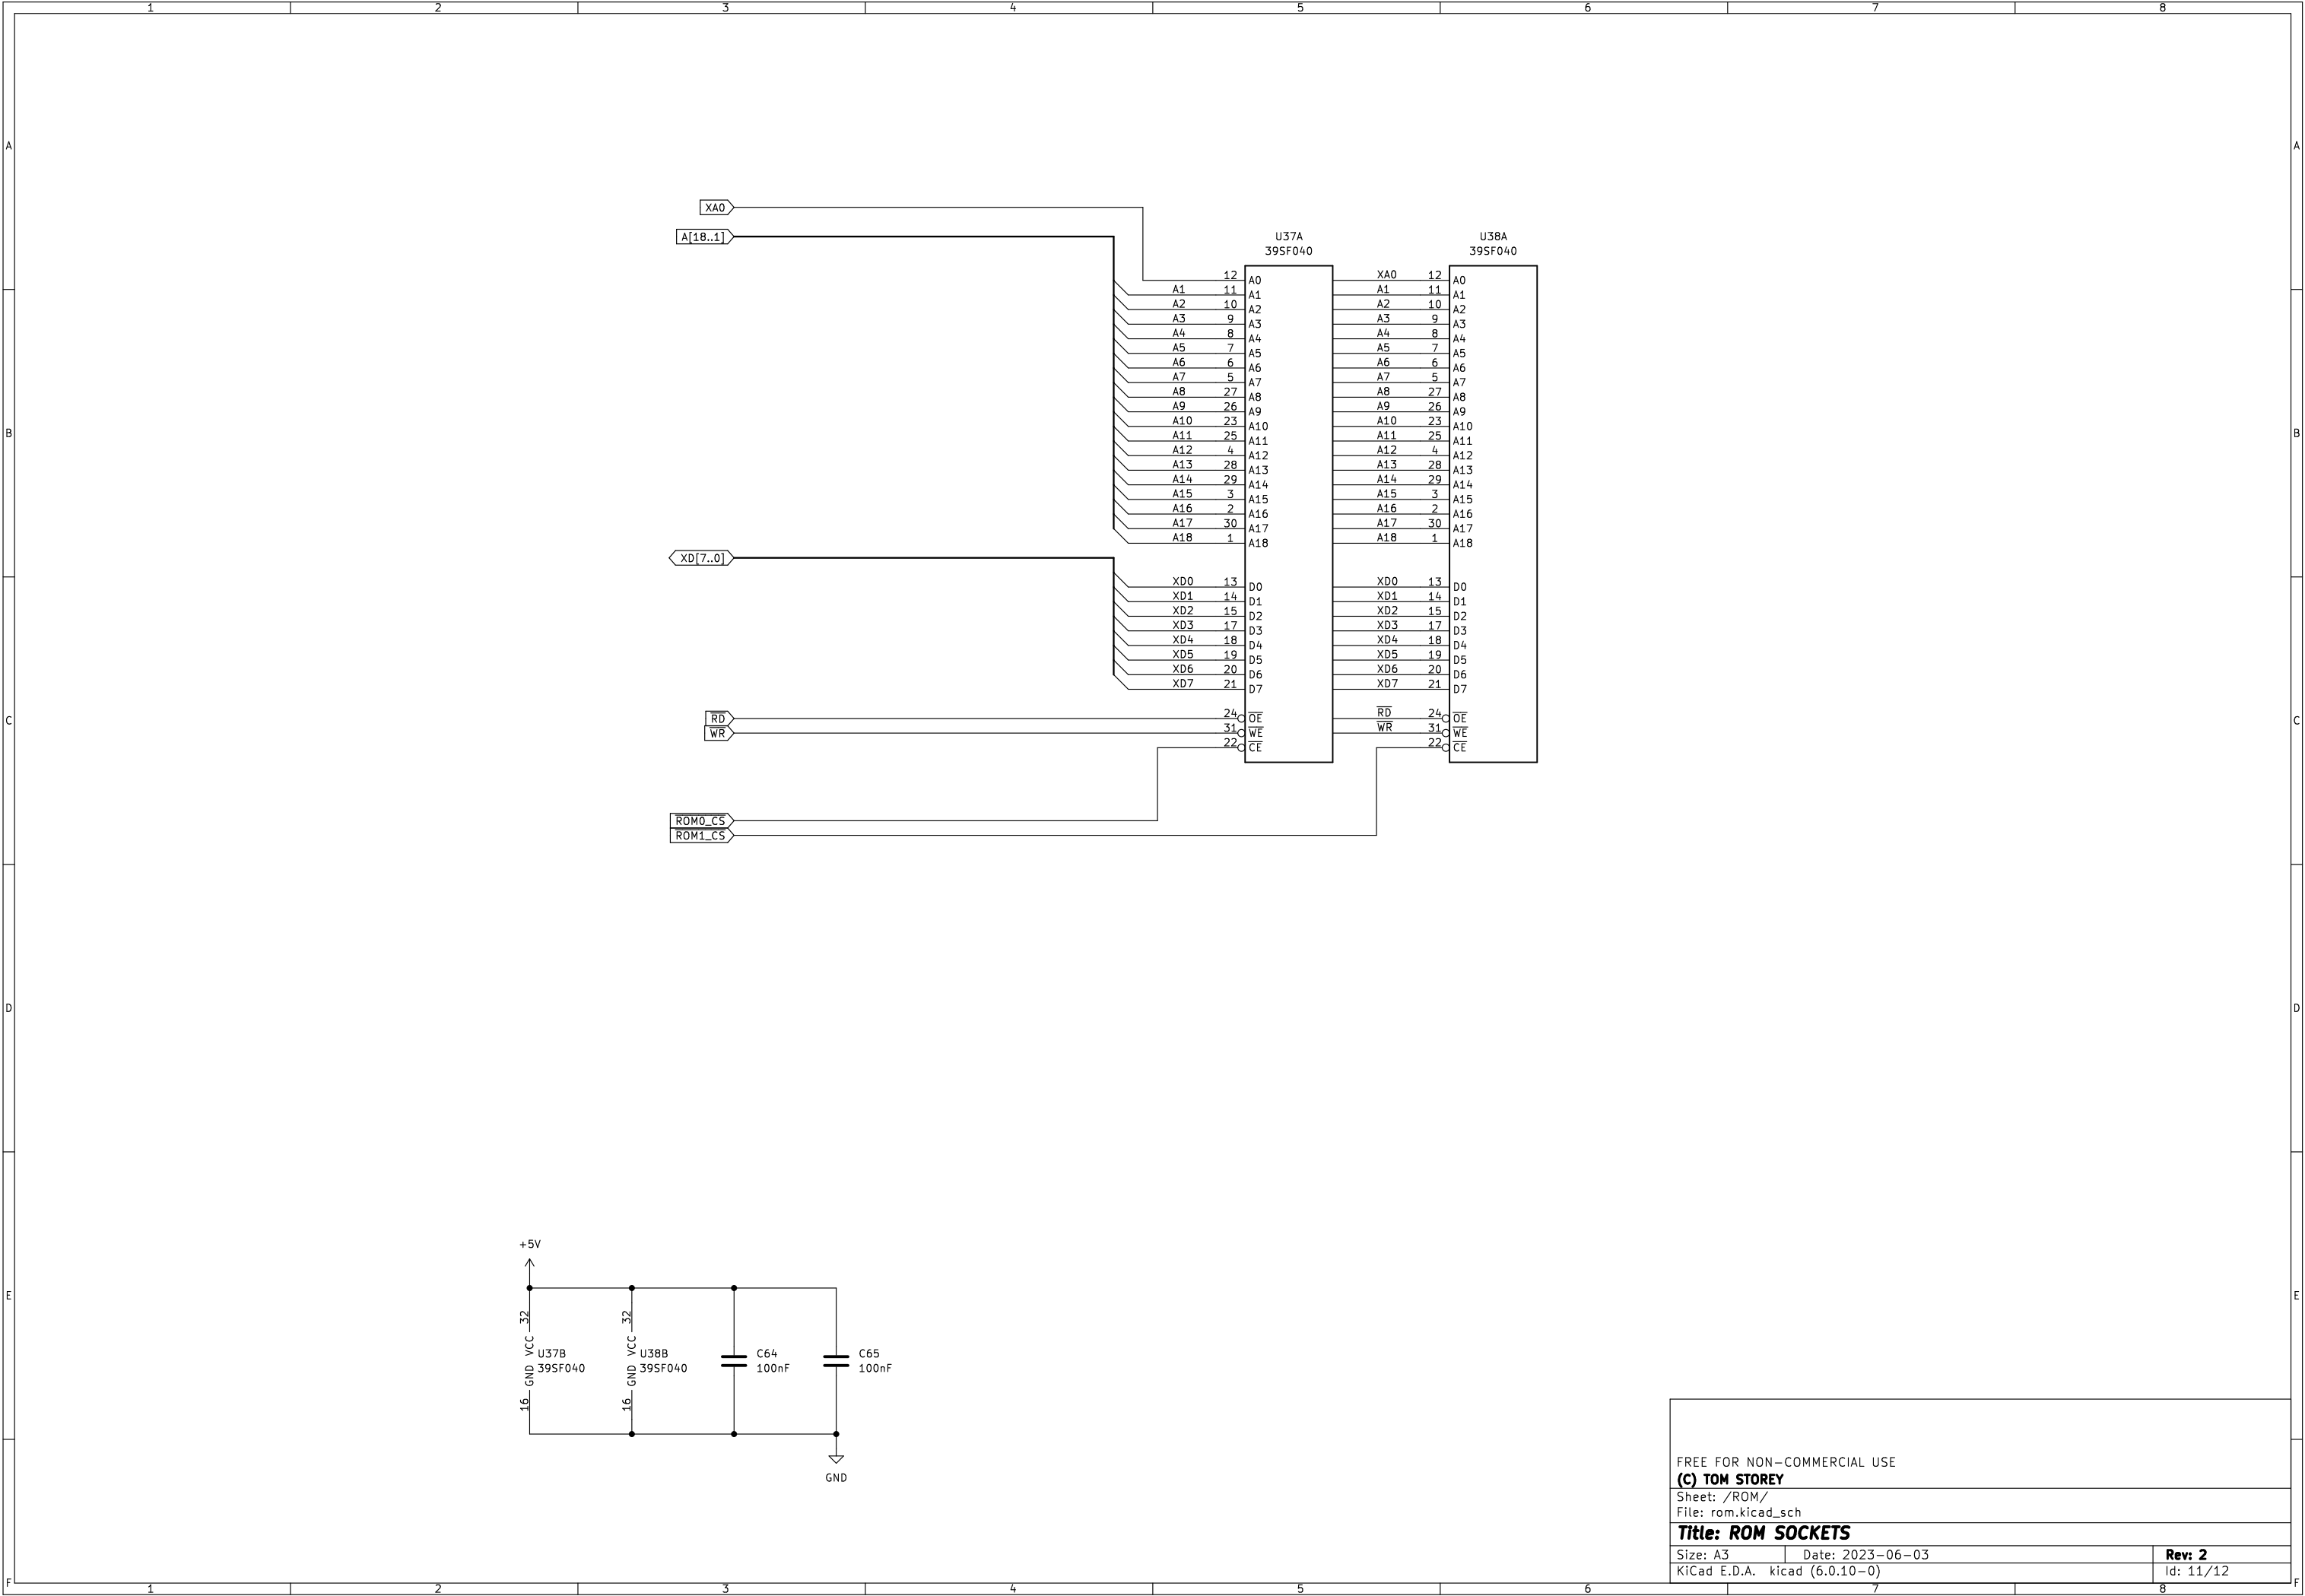 1 2 3 4 5 6 7 8
A A
XA0
A[18..1]
U37A U38A
39SF040 39SF040
12 A0 XA0 12 A0
A1 11 A1 A1 11 A1
A2 10 A2 A2 10 A2
A3 9 A3 A3 9 A3
A4 8 A4 A4 8 A4
A5 7 A5 A5 7 A5
A6 6 A6 A6 6 A6
A7 5 A7 A7 5 A7
A8 27 A8 A8 27 A8
A9 26 A9 A9 26 A9
A10 23 A10 A10 23 A10
B B
A11 25 A11 A11 25 A11
A12 4 A12 A12 4 A12
A13 28 A13 A13 28 A13
A14 29 A14 A14 29 A14
A15 3 A15 A15 3 A15
A16 2 A16 A16 2 A16
A17 30 A17 A17 30 A17
A18 1 A18 A18 1 A18
XD[7..0]
XD0 13 D0 XD0 13 D0
XD1 14 D1 XD1 14 D1
XD2 15 D2 XD2 15 D2
XD3 17 D3 XD3 17 D3
XD4 18 D4 XD4 18 D4
XD5 19 D5 XD5 19 D5
XD6 20 D6 XD6 20 D6
XD7 21 D7 XD7 21 D7
C C
RD 24 OE RD 24 OE
WR 31 WE WR 31 WE
22 CE 22 CE
ROM0_CS
ROM1_CS
D D
+5V
E E
32 32
VCC VCC
U37B U38B C64 C65
39SF040 39SF040 100nF 100nF
GND GND
16 16
GND
FREE FOR NON-COMMERCIAL USE
(C) TOM STOREY
Sheet: /ROM/
File: rom.kicad_sch
Title: ROM SOCKETS
Size: A3 Date: 2023-06-03 Rev: 2
KiCad E.D.A. kicad (6.0.10-0) Id: 11/12
F F
1 2 3 4 5 6 7 8